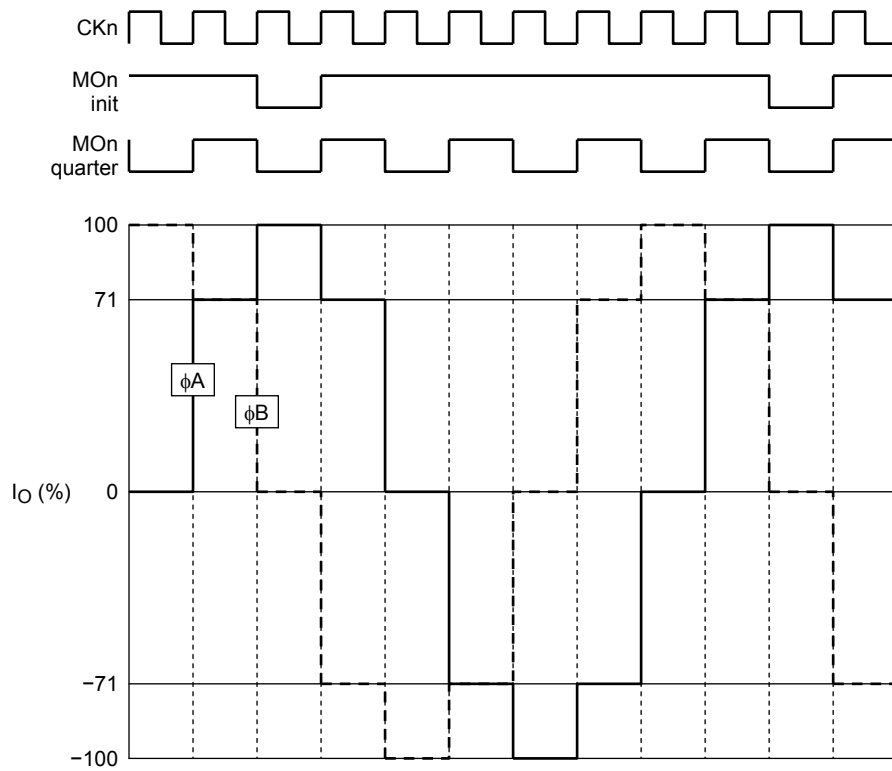 CKn
MOn
init
MOn
quarter
100
71
ϕA
ϕB
IO (%)
0
−71
−100